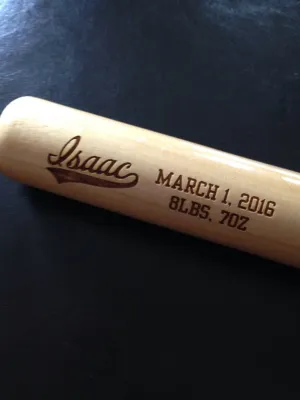 Isaac
MARCH 1, 2016
8LBS, 7OZ